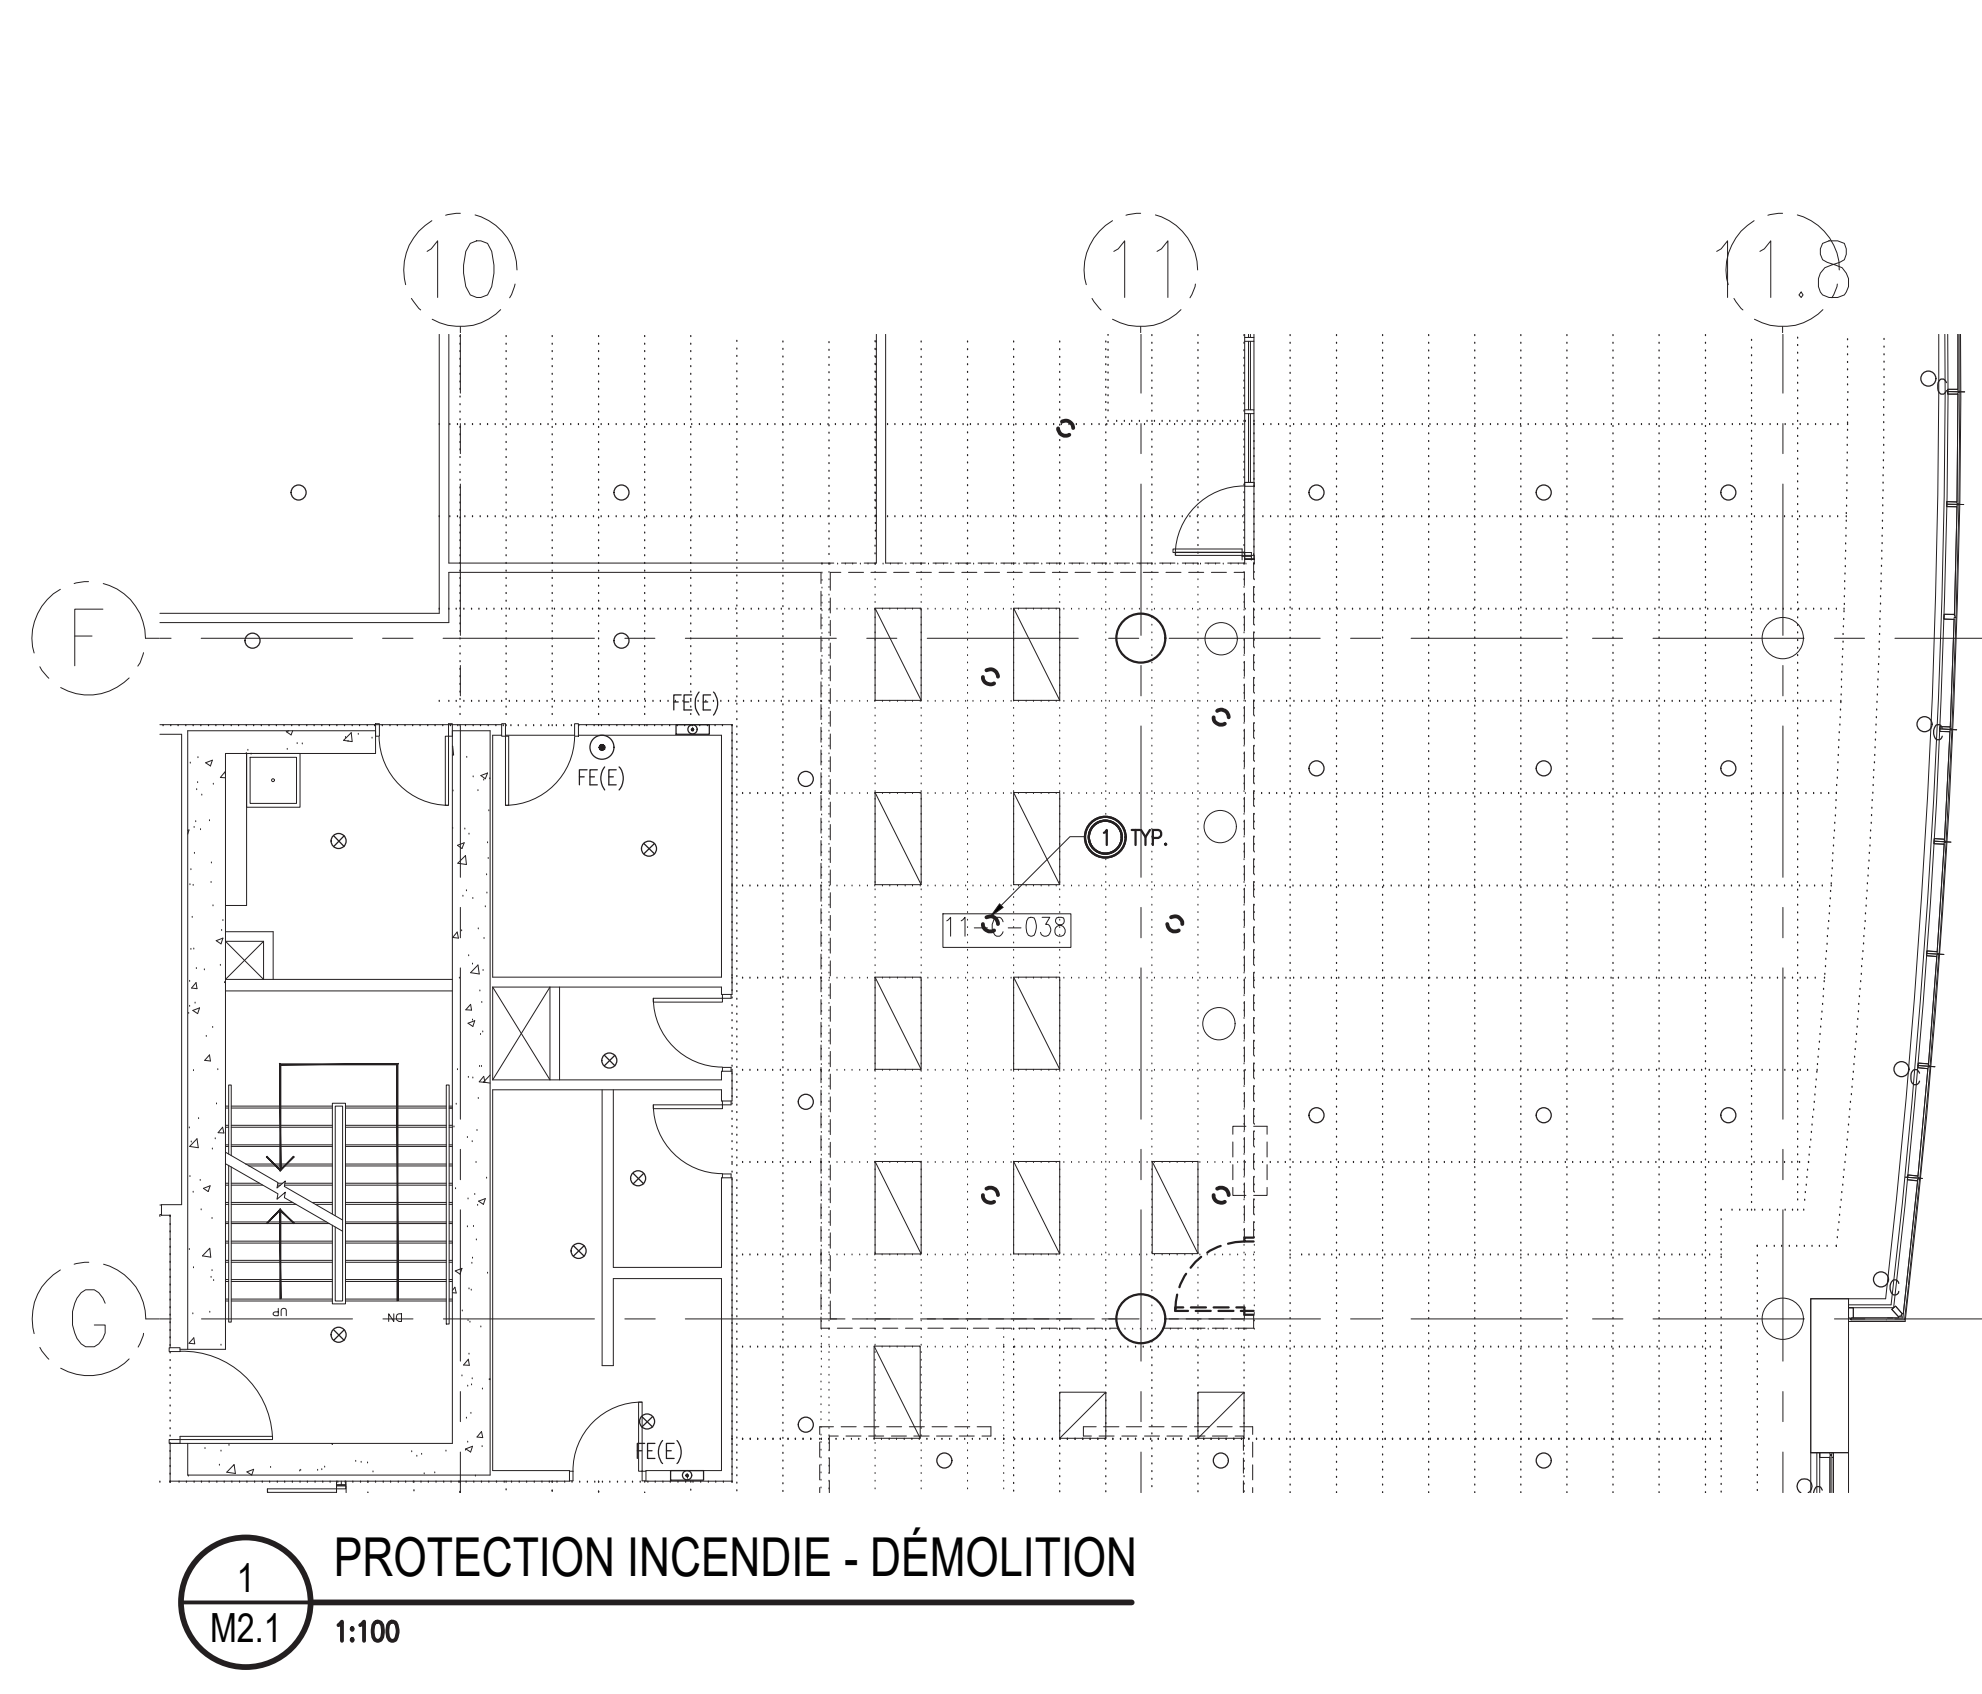 10
11
11.8
F
FE(E)
FE(E)
1 TYP.
11-C-038
UP
DN
G
FE(E)
C
C
C
C
C
1
M2.1
PROTECTION INCENDIE - DÉMOLITION
1:100